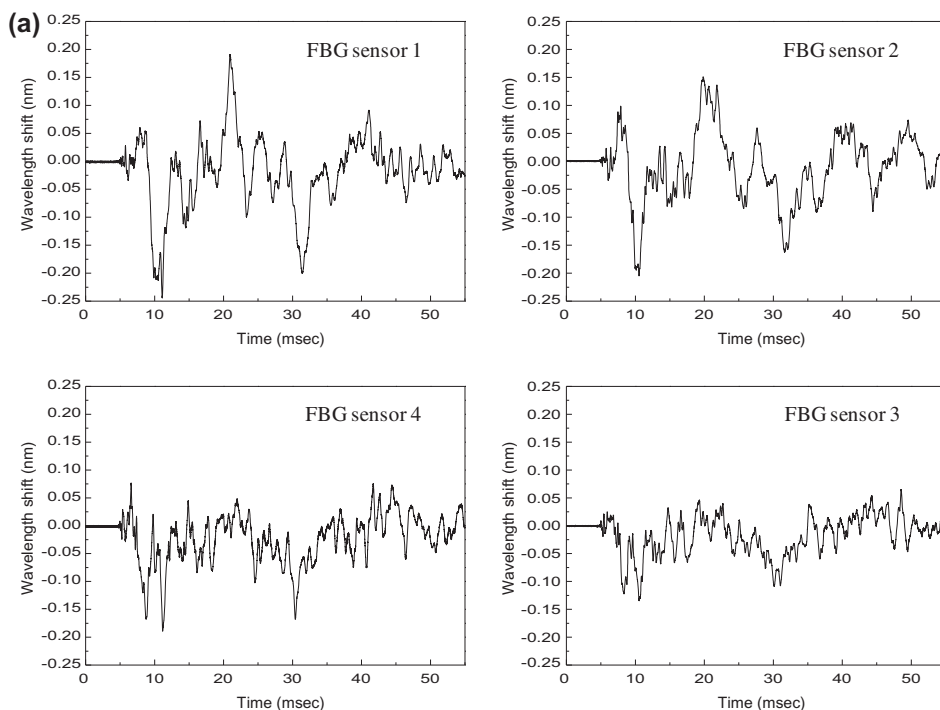 (a)
FBG sensor 1
Wavelength shift (nm)
0.25
0.20
0.15
0.10
0.05
0.00
-0.05
-0.10
-0.15
-0.20
-0.25
0 10 20 30 40 50
Time (msec)
FBG sensor 2
Wavelength shift (nm)
0.25
0.20
0.15
0.10
0.05
0.00
-0.05
-0.10
-0.15
-0.20
-0.25
0 10 20 30 40 50
Time (msec)
FBG sensor 4
Wavelength shift (nm)
0.25
0.20
0.15
0.10
0.05
0.00
-0.05
-0.10
-0.15
-0.20
-0.25
0 10 20 30 40 50
Time (msec)
FBG sensor 3
Wavelength shift (nm)
0.25
0.20
0.15
0.10
0.05
0.00
-0.05
-0.10
-0.15
-0.20
-0.25
0 10 20 30 40 50
Time (msec)